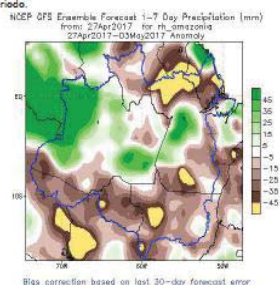 ríodo.
NCEP GFS Ensemble Forecast 1-7 Day Precipitation (mm)
from: 27Apr2017 for rh_amazonia
27Apr2017-03May2017 Anomaly
EQ
10S
70W
60W
50W
45
35
25
15
5
-5
-15
-25
-35
-45
Bias correction based on last 30-day forecast error